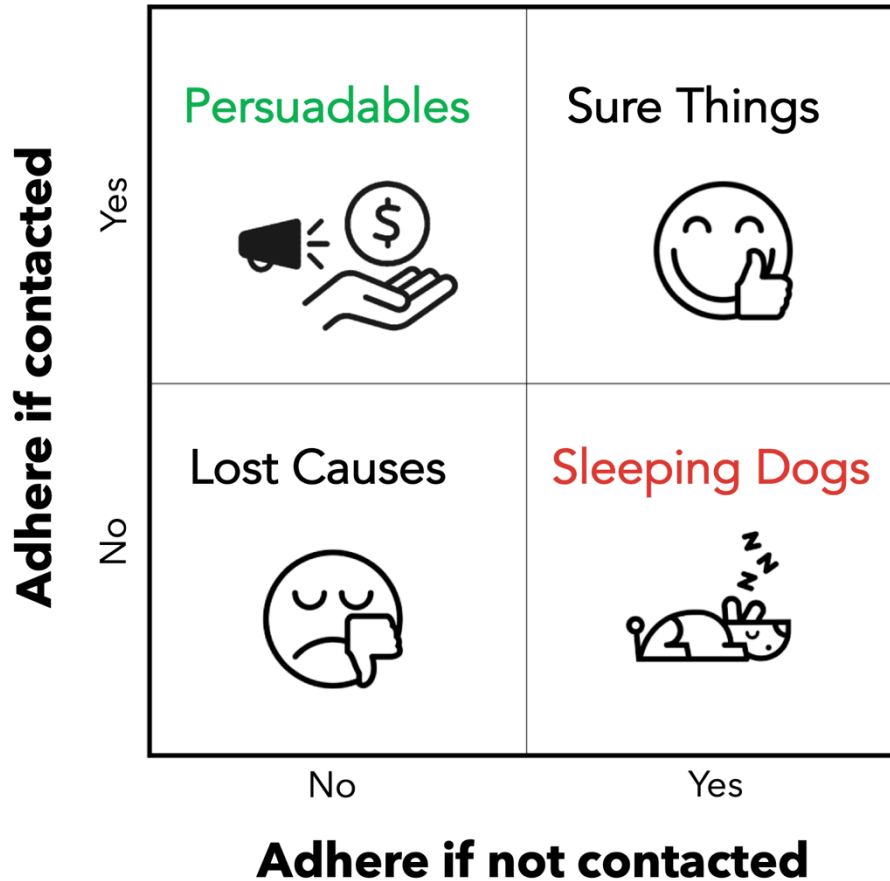 Persuadables
Sure Things
$
Adhere if contacted
Yes
Lost Causes
Sleeping Dogs
z
z
z
No
No
Yes
Adhere if not contacted